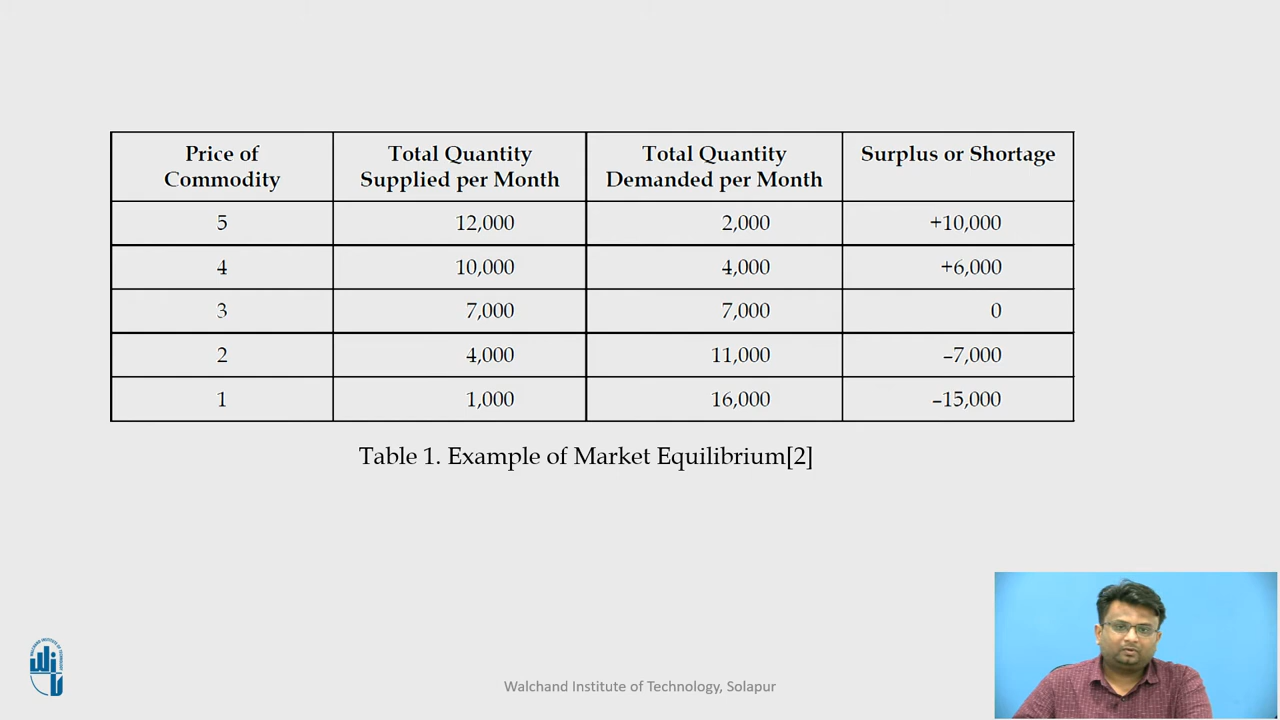 Price of Commodity Total Quantity Supplied per Month Total Quantity Demanded per Month Surplus or Shortage
5 12,000 2,000 +10,000
4 10,000 4,000 +6,000
3 7,000 7,000 0
2 4,000 11,000 –7,000
1 1,000 16,000 –15,000
Table 1. Example of Market Equilibrium[2]
Walchand Institute of Technology, Solapur